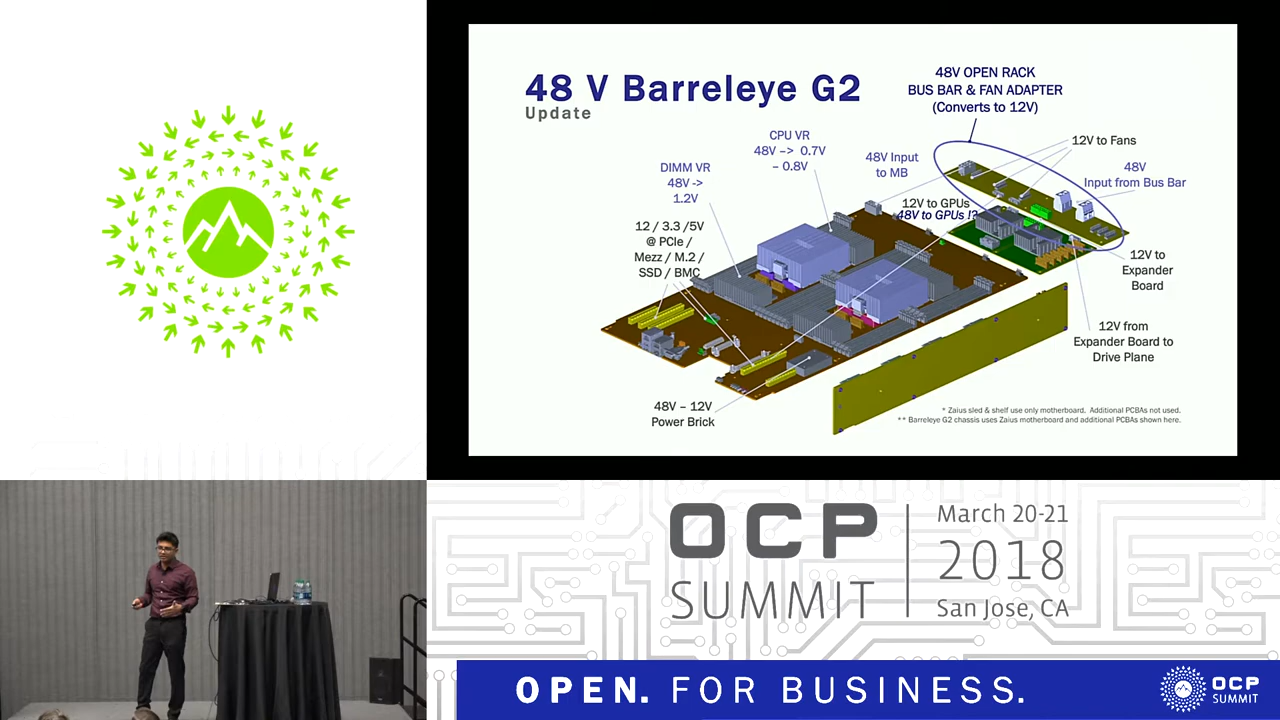 48 V Barreleye G2
Update
48V OPEN RACK
BUS BAR & FAN ADAPTER
(Converts to 12V)
12V to Fans
CPU VR
48V –> 0.7V
– 0.8V
48V Input
to MB
48V
Input from Bus Bar
DIMM VR
48V ->
1.2V
12V to GPUs
48V to GPUs !?
12 / 3.3 /5V
@ PCIe /
Mezz / M.2 /
SSD / BMC
12V to
Expander
Board
12V from
Expander Board to
Drive Plane
48V – 12V
Power Brick
* Zaius sled & shelf use only motherboard. Additional PCBAs not used.
** Barreleye G2 chassis uses Zaius motherboard and additional PCBAs shown here.
OCP
SUMMIT
March 20-21
2018
San Jose, CA
OPEN. FOR BUSINESS.
OCP
SUMMIT